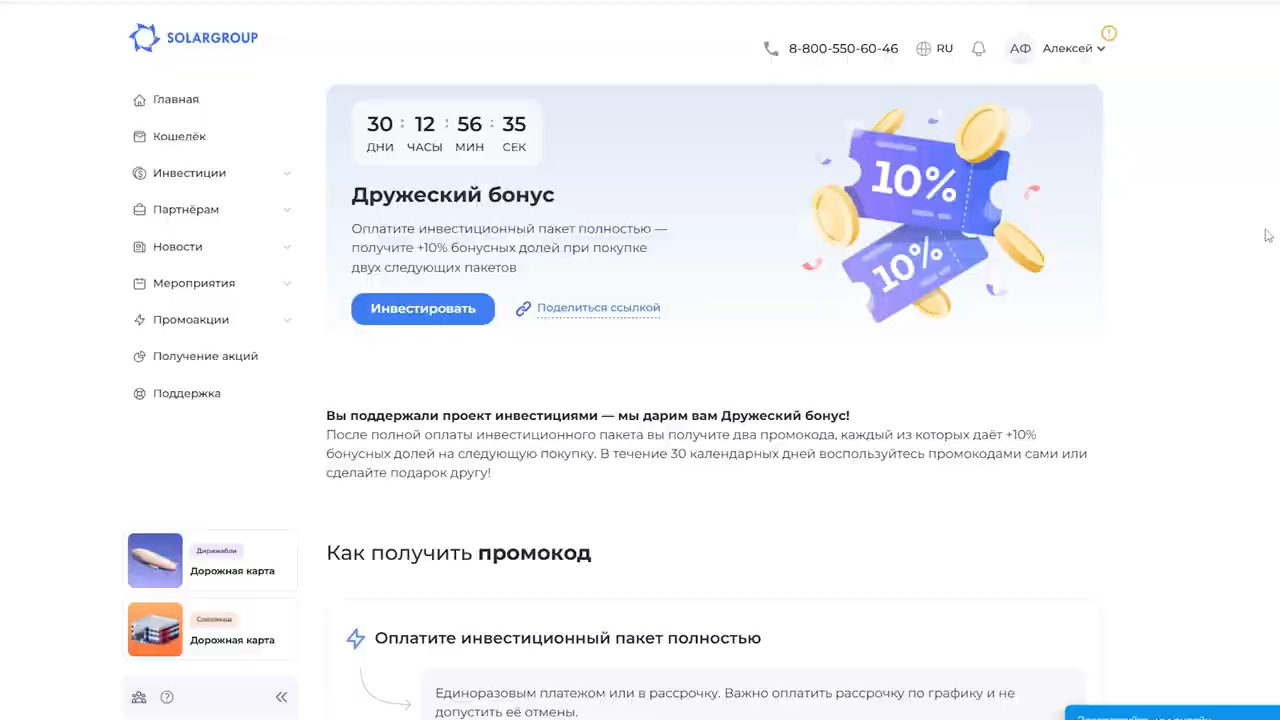 SOLARGROUP
8-800-550-60-46
RU
АФ
Алексей
Главная
Кошелёк
Инвестиции
Партнёрам
Новости
Мероприятия
Промоакции
Получение акций
Поддержка
30 : 12 : 56 : 35
ДНИ ЧАСЫ МИН СЕК
Дружеский бонус
Оплатите инвестиционный пакет полностью —
получите +10% бонусных долей при покупке
двух следующих пакетов
Инвестировать
Поделиться ссылкой
10%
10%
Вы поддержали проект инвестициями — мы дарим вам Дружеский бонус!
После полной оплаты инвестиционного пакета вы получите два промокода, каждый из которых даёт +10%
бонусных долей на следующую покупку. В течение 30 календарных дней воспользуйтесь промокодами сами или
сделайте подарок другу!
Дирижабли
Дорожная карта
Совэлмаш
Дорожная карта
Как получить промокод
Оплатите инвестиционный пакет полностью
Единоразовым платежом или в рассрочку. Важно оплатить рассрочку по графику и не
допустить её отмены.